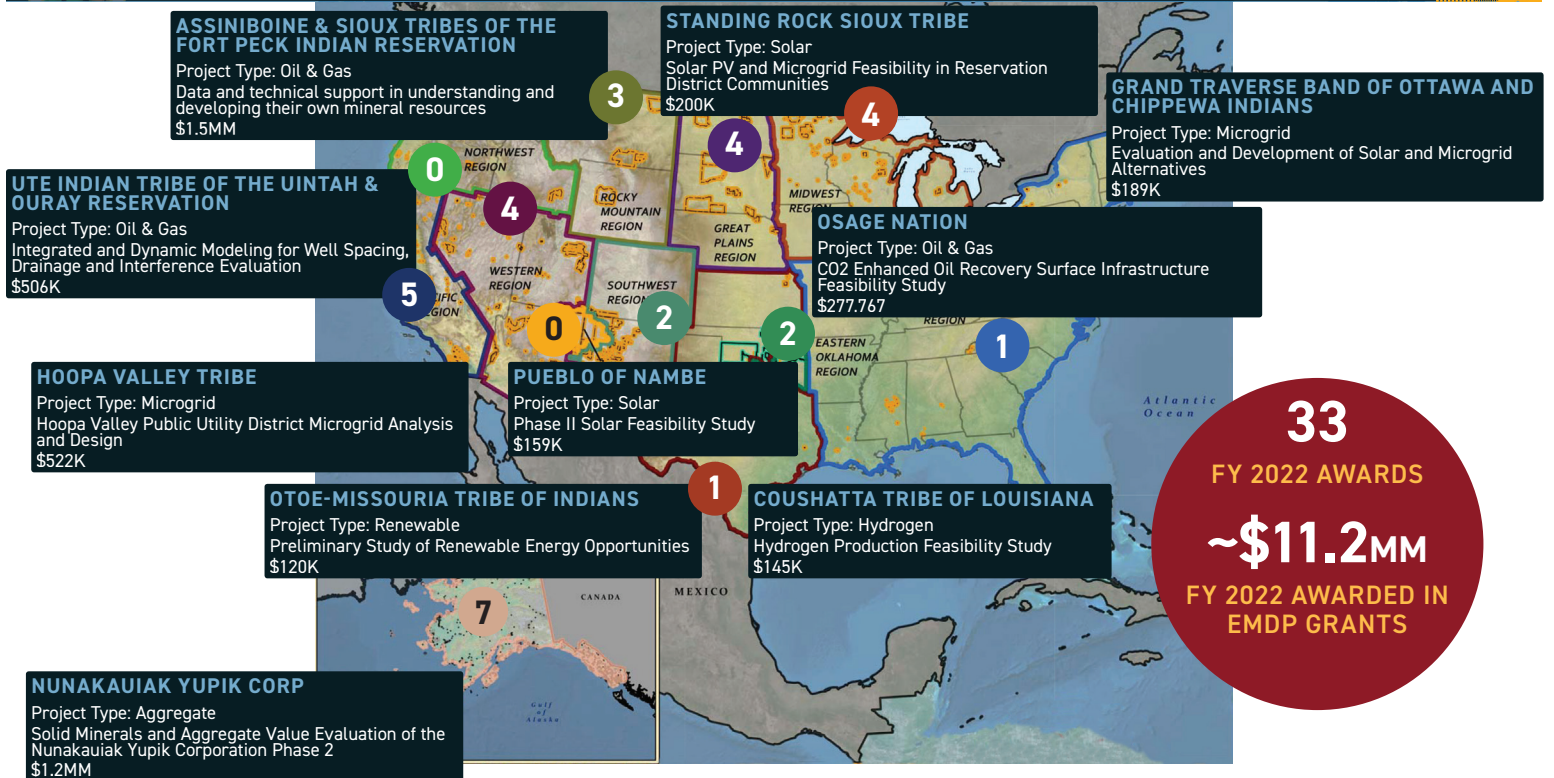 ASSINIBOINE & SIOUX TRIBES OF THE
FORT PECK INDIAN RESERVATION
Project Type: Oil & Gas
Data and technical support in understanding and
developing their own mineral resources
$1.5MM
3
STANDING ROCK SIOUX TRIBE
Project Type: Solar
Solar PV and Microgrid Feasibility in Reservation
District Communities
$200K
4
4
GRAND TRAVERSE BAND OF OTTAWA AND
CHIPPEWA INDIANS
Project Type: Microgrid
Evaluation and Development of Solar and Microgrid
Alternatives
$189K
NORTHWEST
REGION
0
UTE INDIAN TRIBE OF THE UINTAH &
OURAY RESERVATION
Project Type: Oil & Gas
Integrated and Dynamic Modeling for Well Spacing,
Drainage and Interference Evaluation
$506K
4
ROCKY
MOUNTAIN
REGION
GREAT
PLAINS
REGION
MIDWEST
REGION
OSAGE NATION
Project Type: Oil & Gas
CO2 Enhanced Oil Recovery Surface Infrastructure
Feasibility Study
$277.767
WESTERN
REGION
SOUTHWEST
REGION
5
IFIC
GION
0
2
2
EASTERN
OKLAHOMA
REGION
REGION
1
HOOPA VALLEY TRIBE
Project Type: Microgrid
Hoopa Valley Public Utility District Microgrid Analysis
and Design
$522K
PUEBLO OF NAMBE
Project Type: Solar
Phase II Solar Feasibility Study
$159K
Atlantic
Ocean
33
FY 2022 AWARDS
~$11.2MM
FY 2022 AWARDED IN
EMDP GRANTS
OTOE-MISSOURIA TRIBE OF INDIANS
Project Type: Renewable
Preliminary Study of Renewable Energy Opportunities
$120K
1
COUSHATTA TRIBE OF LOUISIANA
Project Type: Hydrogen
Hydrogen Production Feasibility Study
$145K
7
CANADA
MEXICO
Gulf
of
Alaska
NUNAKAUIAK YUPIK CORP
Project Type: Aggregate
Solid Minerals and Aggregate Value Evaluation of the
Nunakauiak Yupik Corporation Phase 2
$1.2MM